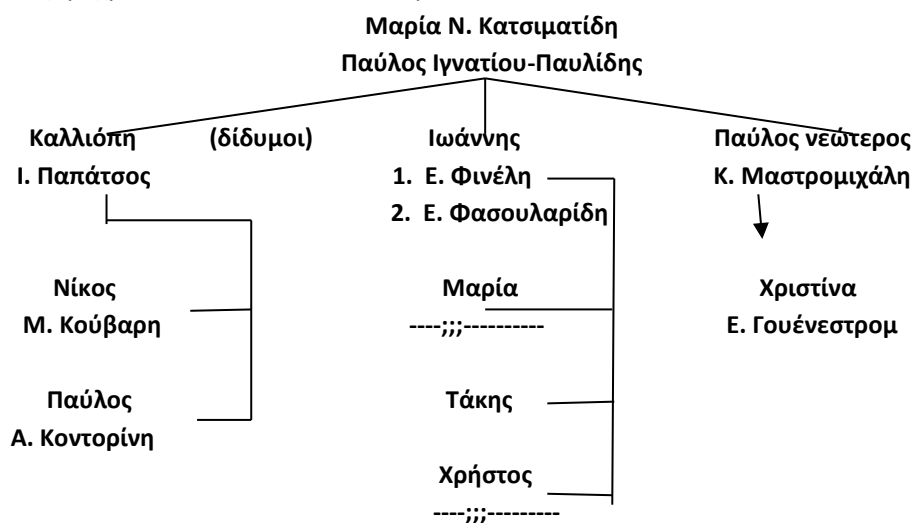 Μαρία Ν. Κατσιματίδη
Παύλος Ιγνατίου-Παυλίδης
Καλλιόπη (δίδυμοι) Ιωάννης Παύλος νεώτερος
Ι. Παπάτσος 1. Ε. Φινέλη Κ. Μαστρομιχάλη
2. Ε. Φασουλαρίδη
Νίκος Μαρία Χριστίνα
Μ. Κούβαρη ----;;;---------- Ε. Γουένεστρομ
Παύλος Τάκης
Α. Κοντορίνη
Χρήστος
----;;;---------